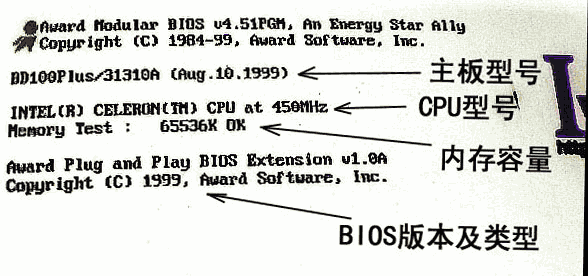 Award Modular BIOS v4.51PGM, An Energy Star Ally
Copyright (C) 1984-99, Award Software, Inc.
BD100Plus/31310A (Aug.10.1999)
主板型号
INTEL(R) CELERON(TM) CPU at 450MHz
CPU型号
Memory Test : 65536K OK
内存容量
Award Plug and Play BIOS Extension v1.0A
Copyright (C) 1999, Award Software, Inc.
BIOS版本及类型